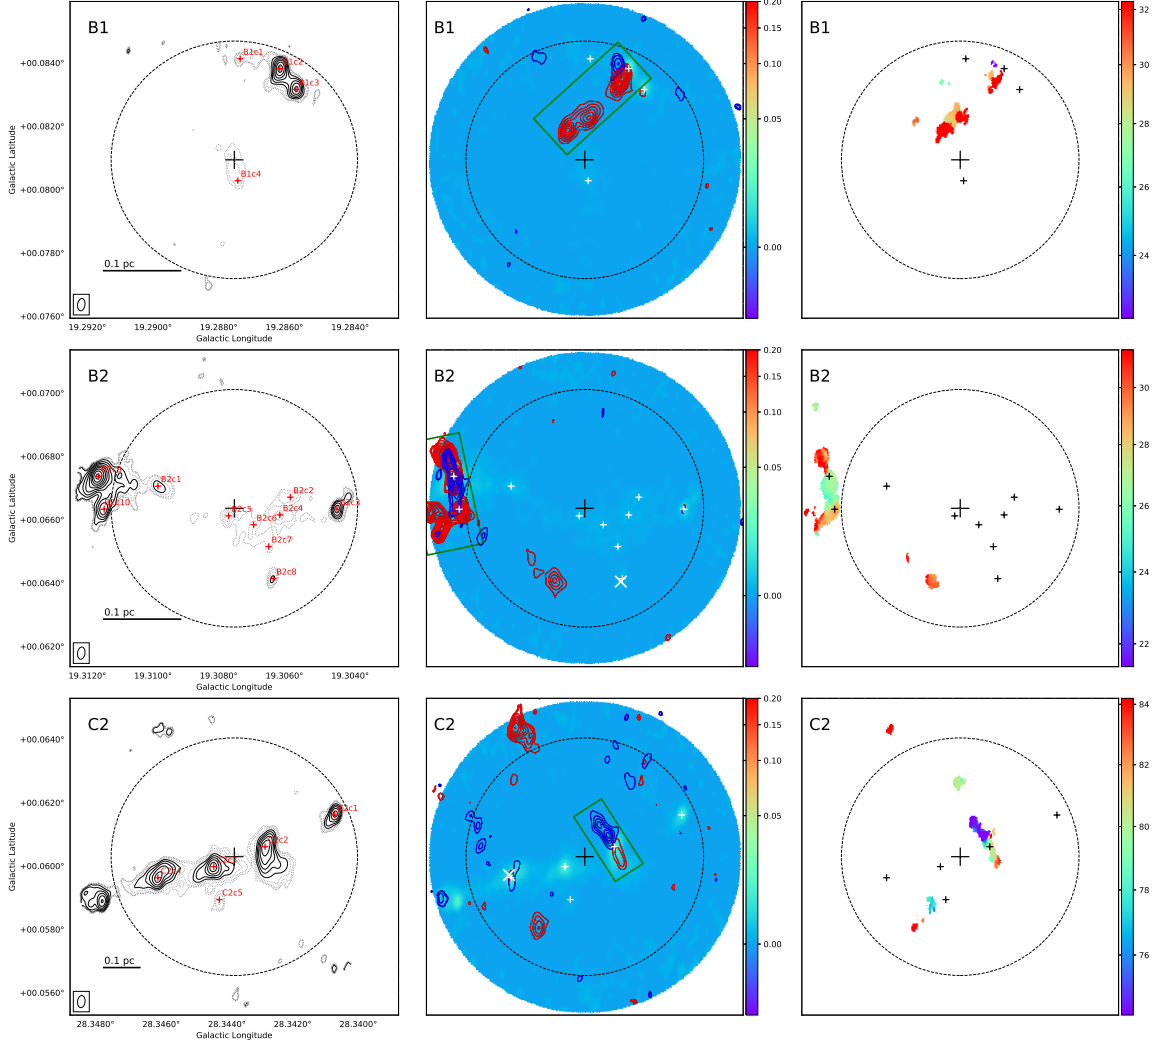 B1
B1c1
B1c2
B1c3
B1c4
0.1 pc
+00.0840°
+00.0820°
+00.0800°
+00.0780°
+00.0760°
Galactic Latitude
19.2920° 19.2900° 19.2880° 19.2860° 19.2840°
Galactic Longitude
B1
0.20
0.15
0.10
0.05
0.00
B1
32
30
28
26
24
B2
B2c1
B2c2
B2c4
B2c5
B2c6
B2c7
B2c8
0.1 pc
+00.0700°
+00.0680°
+00.0660°
+00.0640°
+00.0620°
Galactic Latitude
19.3120° 19.3100° 19.3080° 19.3060° 19.3040°
Galactic Longitude
B2
0.20
0.15
0.10
0.05
0.00
B2
30
28
26
24
22
C2
C2c1
C2c2
C2c5
0.1 pc
+00.0640°
+00.0620°
+00.0600°
+00.0580°
+00.0560°
Galactic Latitude
28.3480° 28.3460° 28.3440° 28.3420° 28.3400°
Galactic Longitude
C2
0.20
0.15
0.10
0.05
0.00
C2
84
82
80
78
76